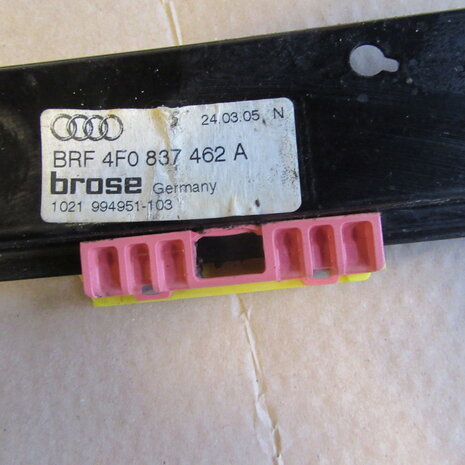 24.03.05 N
BRF 4F0 837 462 A
brose Germany
1021 994951-103